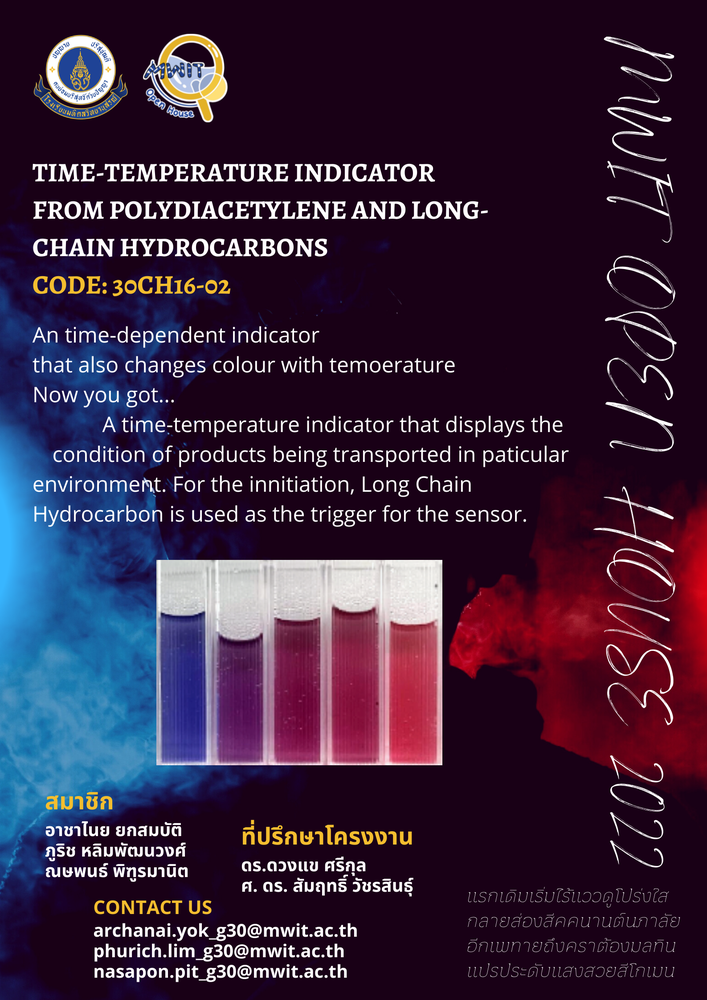 MWIT
Open House
TIME-TEMPERATURE INDICATOR
FROM POLYDIACETYLENE AND LONG-
CHAIN HYDROCARBONS
CODE: 30CH16-02
An time-dependent indicator
that also changes colour with temoerature
Now you got...
A time-temperature indicator that displays the
condition of products being transported in paticular
environment. For the innitiation, Long Chain
Hydrocarbon is used as the trigger for the sensor.
MWIT OPEN HOUSE 2022
สมาชิก
อาชาไนย ยกสมบัติ
ภูริช หลิมพัฒนวงศ์
ณษพนธ์ พิฑูรมานิต
ที่ปรึกษาโครงงาน
ดร.ดวงแข ศรีกุล
ศ. ดร. สัมฤทธิ์ วัชรสินธุ์
CONTACT US
archanai.yok_g30@mwit.ac.th
phurich.lim_g30@mwit.ac.th
nasapon.pit_g30@mwit.ac.th
แรกเดิมเริ่มไร้แววดูโปร่งใส
กลายส่องสีคคนานต์นภาลัย
อีกเพทายถึงคราต้องมลทิน
แปรประดับแสงสวยสีโกเมน